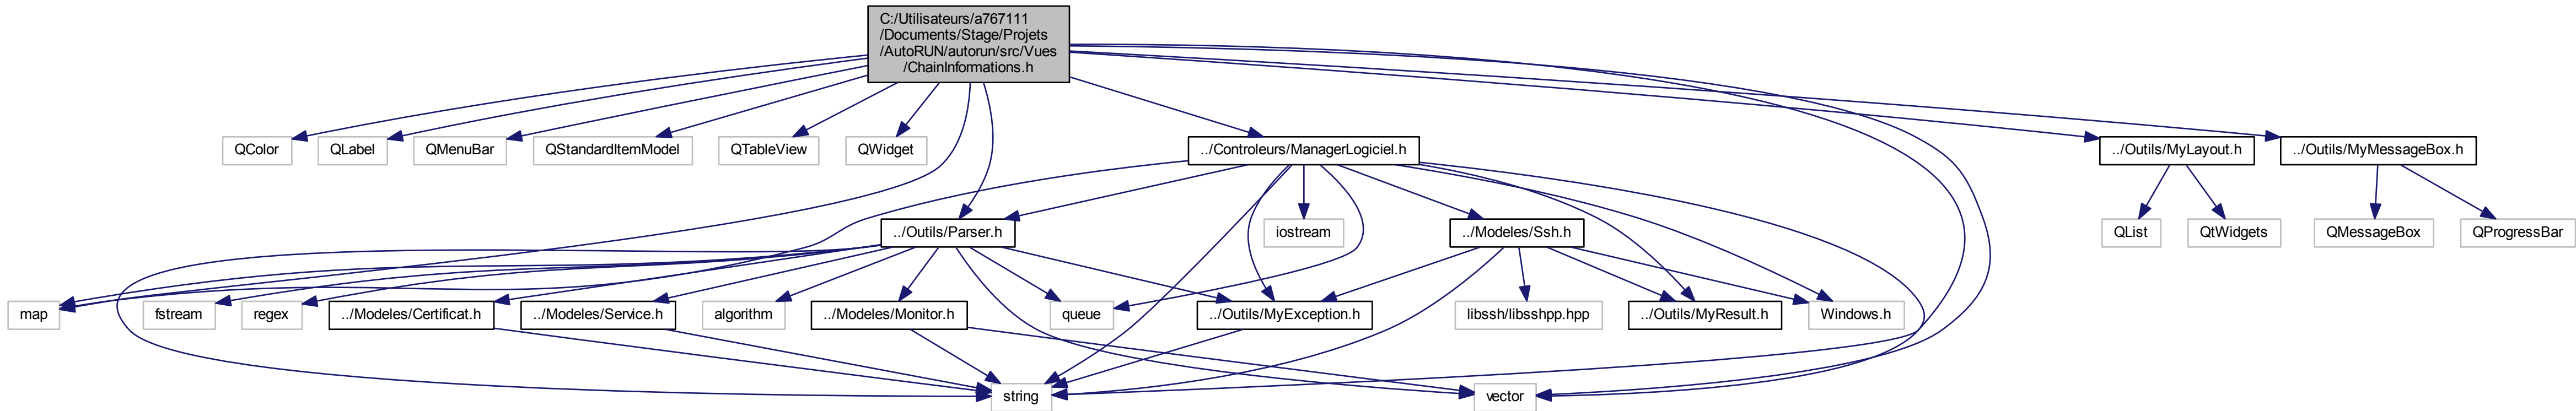 C:/Utilisateurs/a767111
/Documents/Stage/Projets
/AutoRUN/autorun/src/Vues
/ChainInformations.h
QColor
QLabel
QMenuBar
QStandardItemModel
QTableView
QWidget
../Controleurs/ManagerLogiciel.h
../Outils/MyLayout.h
../Outils/MyMessageBox.h
../Outils/Parser.h
iostream
../Modeles/Ssh.h
QList
QtWidgets
QMessageBox
QProgressBar
map
fstream
regex
../Modeles/Certificat.h
../Modeles/Service.h
algorithm
../Modeles/Monitor.h
queue
../Outils/MyException.h
libssh/libsshpp.hpp
../Outils/MyResult.h
Windows.h
string
vector